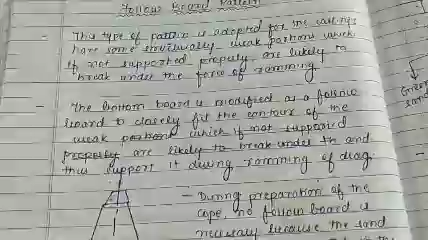 Follow Board Pattern
- This type of pattern is adopted for the castings
have some structurally weak portions which
if not supported properly, are likely to
break under the force of ramming.
- The bottom board is modified as a follow
board to closely fit the contour of the
weak portion which if not supported
properly are likely to break under the and
thus support it during ramming of drag.
- During preparation of the
cope, no follow board is
necessary because the sand
Green
sand